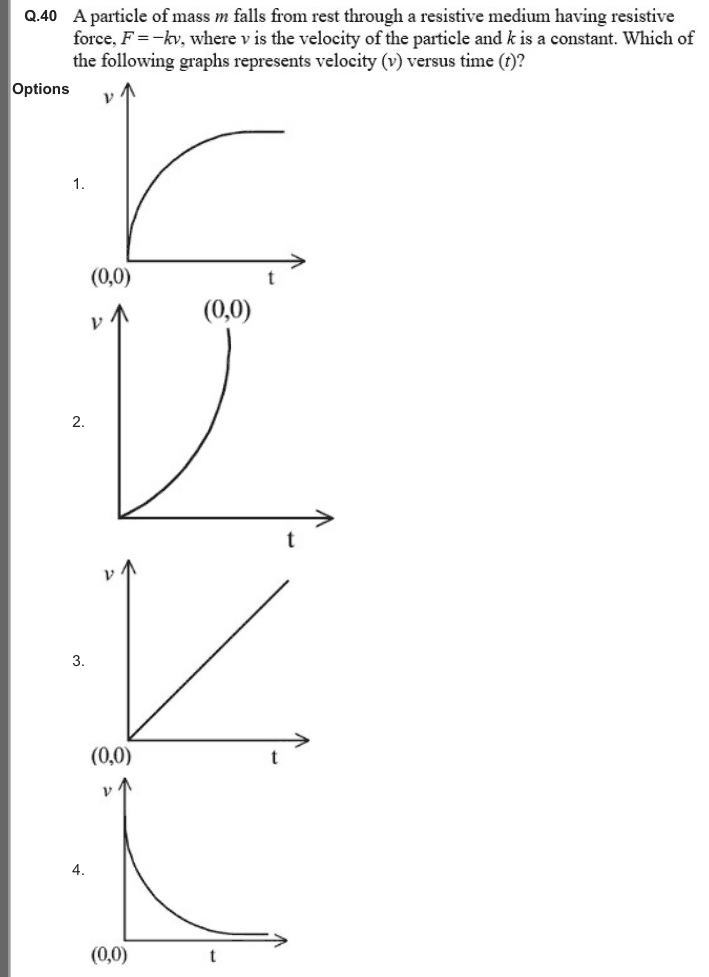 Q.40 A particle of mass m falls from rest through a resistive medium having resistive
force, F = −kv, where v is the velocity of the particle and k is a constant. Which of
the following graphs represents velocity (v) versus time (t)?
Options
v
1.
(0,0) t
v (0,0)
2.
t
v
3.
(0,0) t
v
4.
(0,0) t